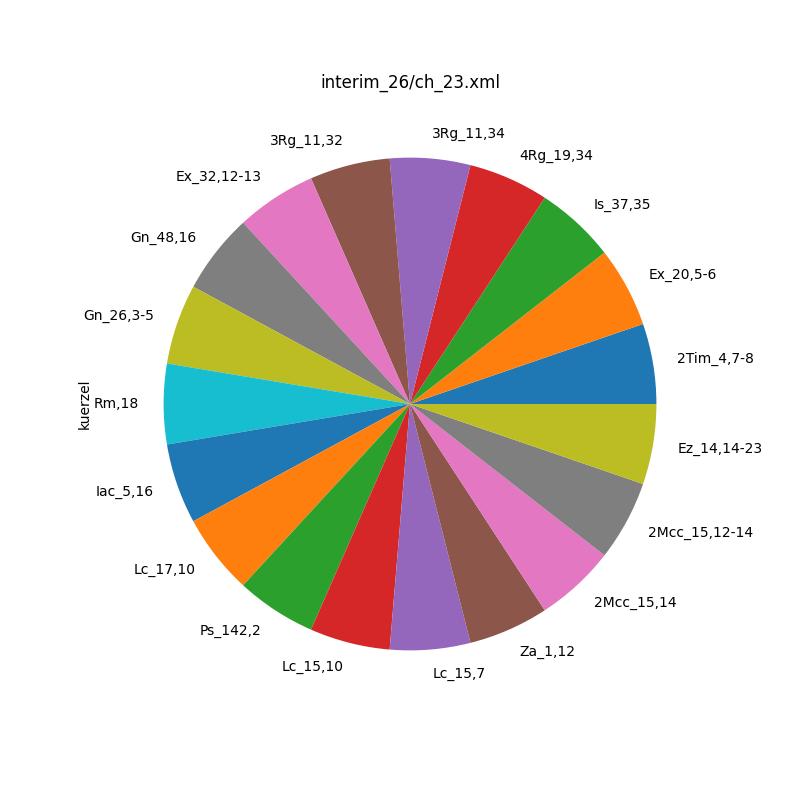 interim_26/ch_23.xml
3Rg_11,34
3Rg_11,32
4Rg_19,34
Ex_32,12-13
Is_37,35
Gn_48,16
Ex_20,5-6
Gn_26,3-5
2Tim_4,7-8
kuerzel
Rm,18
Ez_14,14-23
Iac_5,16
2Mcc_15,12-14
Lc_17,10
2Mcc_15,14
Ps_142,2
Za_1,12
Lc_15,10
Lc_15,7